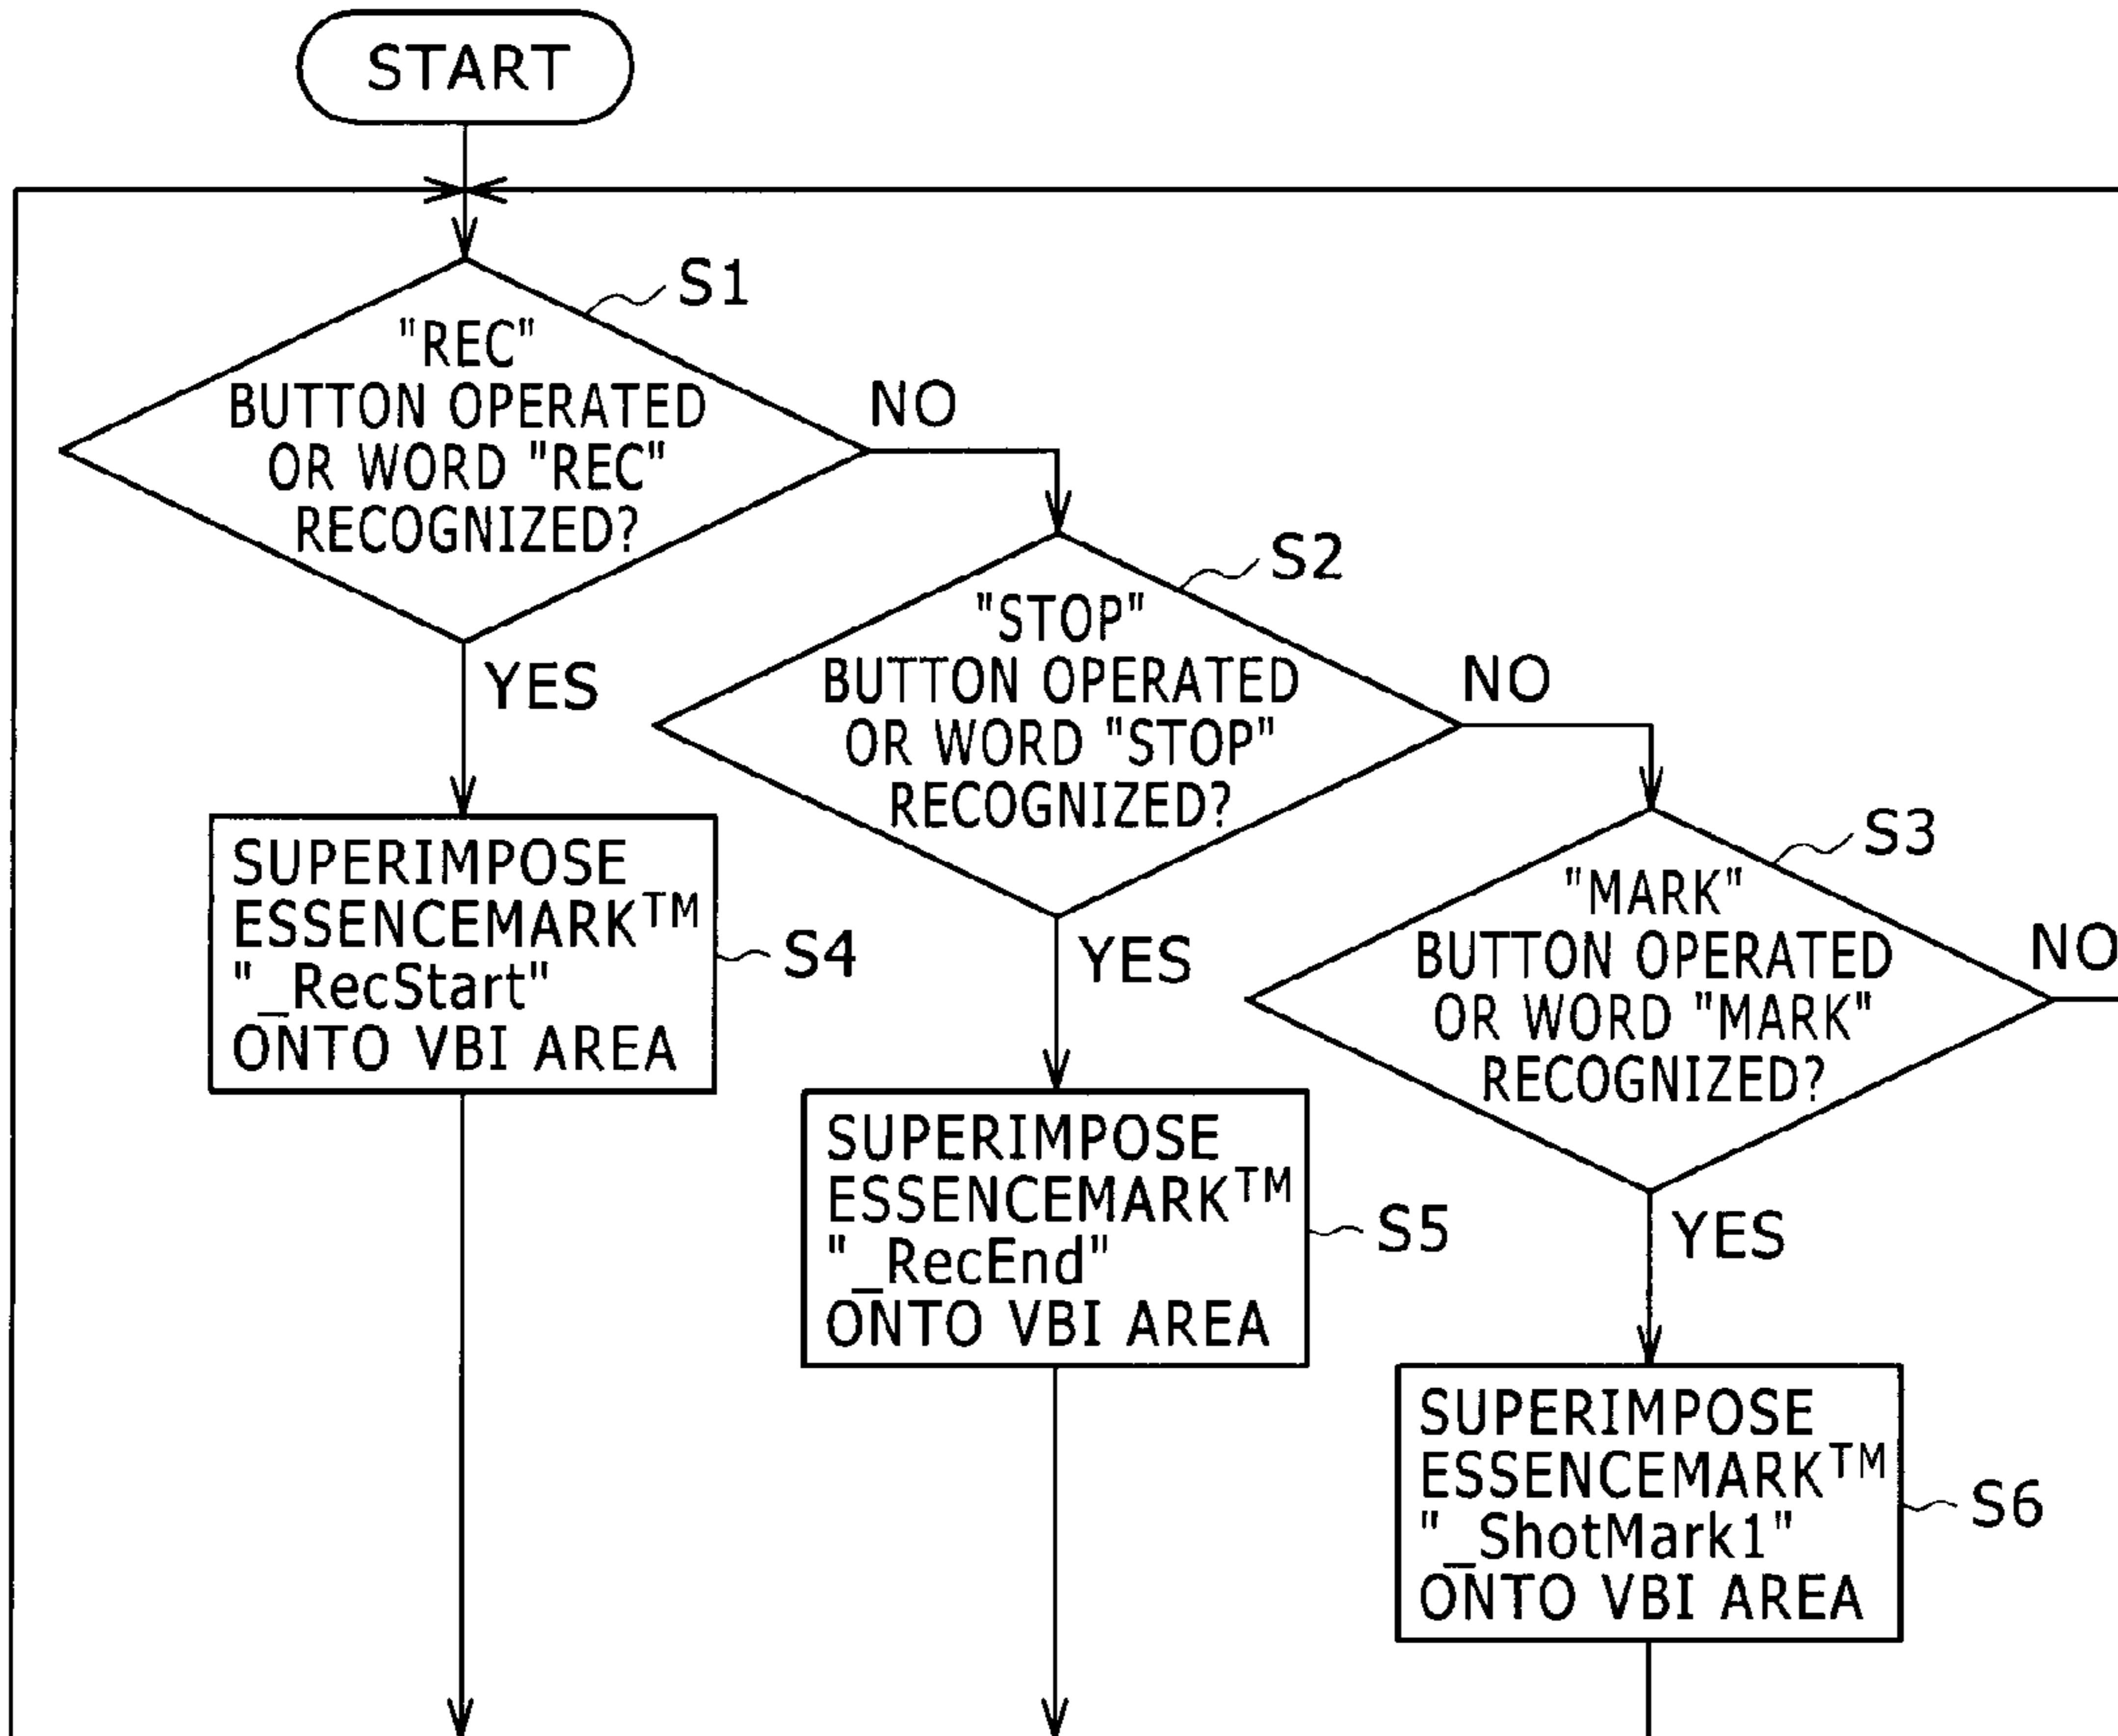 START
S1
"REC"
BUTTON OPERATED
OR WORD "REC"
RECOGNIZED?
NO
YES
S2
"STOP"
BUTTON OPERATED
OR WORD "STOP"
RECOGNIZED?
NO
YES
S3
"MARK"
BUTTON OPERATED
OR WORD "MARK"
RECOGNIZED?
NO
YES
SUPERIMPOSE
ESSENCEMARK™
"_RecStart"
ONTO VBI AREA
S4
SUPERIMPOSE
ESSENCEMARK™
"_RecEnd"
ONTO VBI AREA
S5
SUPERIMPOSE
ESSENCEMARK™
"_ShotMark1"
ONTO VBI AREA
S6